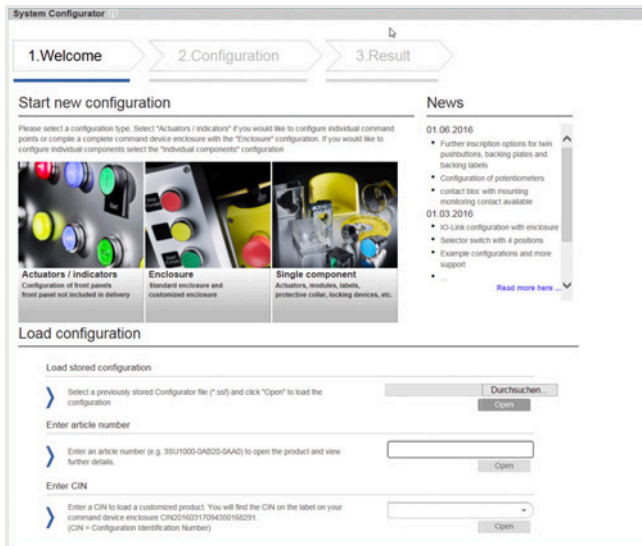 System Configurator
1.Welcome
2.Configuration
3.Result
Start new configuration
Please select a configuration type. Select "Actuators / indicators" if you would like to configure individual command
points or compile a complete command device enclosure with the "Enclosure" configuration. If you would like to
configure individual components select the "Individual components" configuration
Actuators / indicators
Configuration of front panels
front panel not included in delivery
Enclosure
Standard enclosure and
customized enclosure
Single component
Actuators, modules, labels,
protective collar, locking devices, etc.
News
01.06.2016
Further inscription options for twin
pushbuttons, backing plates and
backing labels
Configuration of potentiometers
contact bloc with mounting
monitoring contact available
01.03.2016
IO-Link configuration with enclosure
Selector switch with 4 positions
Example configurations and more
support
...
Read more here ...
Load configuration
Load stored configuration
Select a previously stored Configurator file (*.ssf) and click "Open" to load the
configuration
Durchsuchen...
Open
Enter article number
Enter an article number (e.g. 3SU1000-0AB20-0AA0) to open the product and view
further details.
Open
Enter CIN
Enter a CIN to load a customized product. You will find the CIN on the label on your
command device enclosure CIN20160317094350168291.
(CIN = Configuration Identification Number)
Open